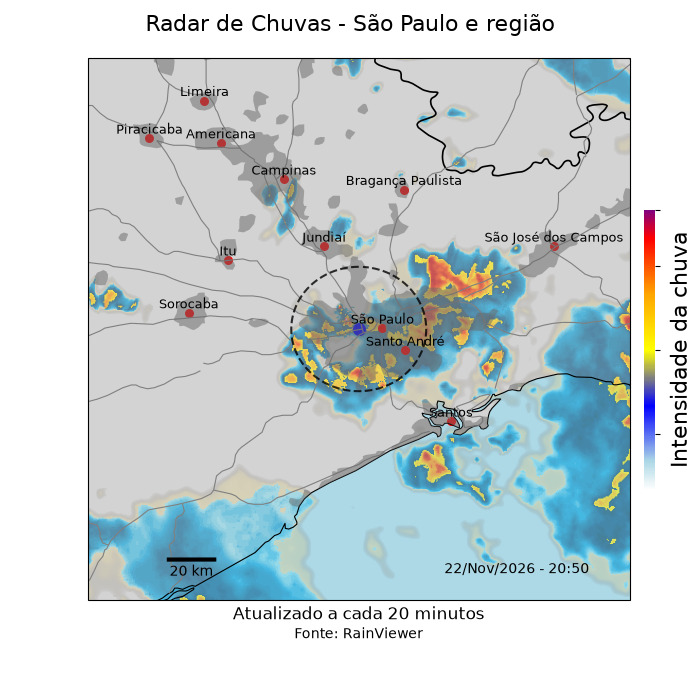 Radar de Chuvas - São Paulo e região
Limeira
Piracicaba
Americana
Campinas
Bragança Paulista
Jundiaí
São José dos Campos
Itu
Sorocaba
São Paulo
Santo André
Santos
Intensidade da chuva
20 km
22/Nov/2026 - 20:50
Atualizado a cada 20 minutos
Fonte: RainViewer